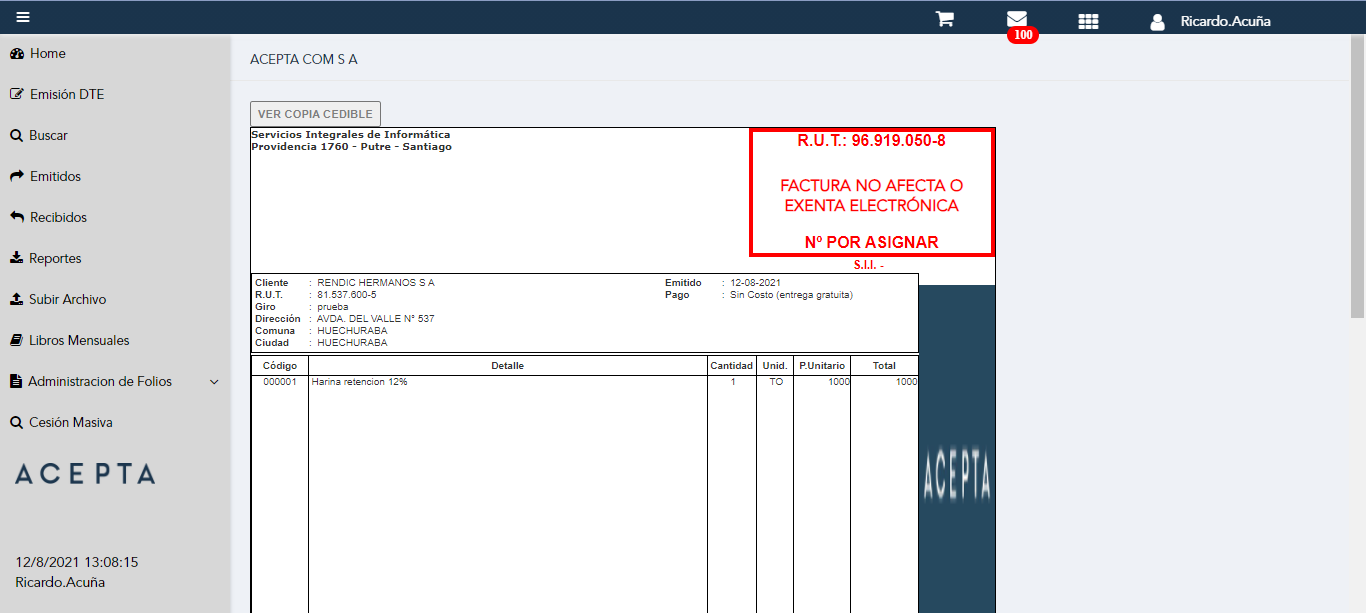 Ricardo.Acuña
100
Home
Emisión DTE
Buscar
Emitidos
Recibidos
Reportes
Subir Archivo
Libros Mensuales
Administracion de Folios
Cesión Masiva
ACEPTA
12/8/2021 13:08:15
Ricardo.Acuña
ACEPTA COM S A
VER COPIA CEDIBLE
Servicios Integrales de Informática
Providencia 1760 - Putre - Santiago
R.U.T.: 96.919.050-8
FACTURA NO AFECTA O
EXENTA ELECTRÓNICA
Nº POR ASIGNAR
S.I.I. -
Cliente : RENDIC HERMANOS S A Emitido : 12-08-2021
R.U.T. : 81.537.600-5 Pago : Sin Costo (entrega gratuita)
Giro : prueba
Dirección : AVDA. DEL VALLE N° 537
Comuna : HUECHURABA
Ciudad : HUECHURABA
Código Detalle Cantidad Unid. P.Unitario Total
000001 Harina retencion 12% 1 TO 1000 1000
ACEPTA